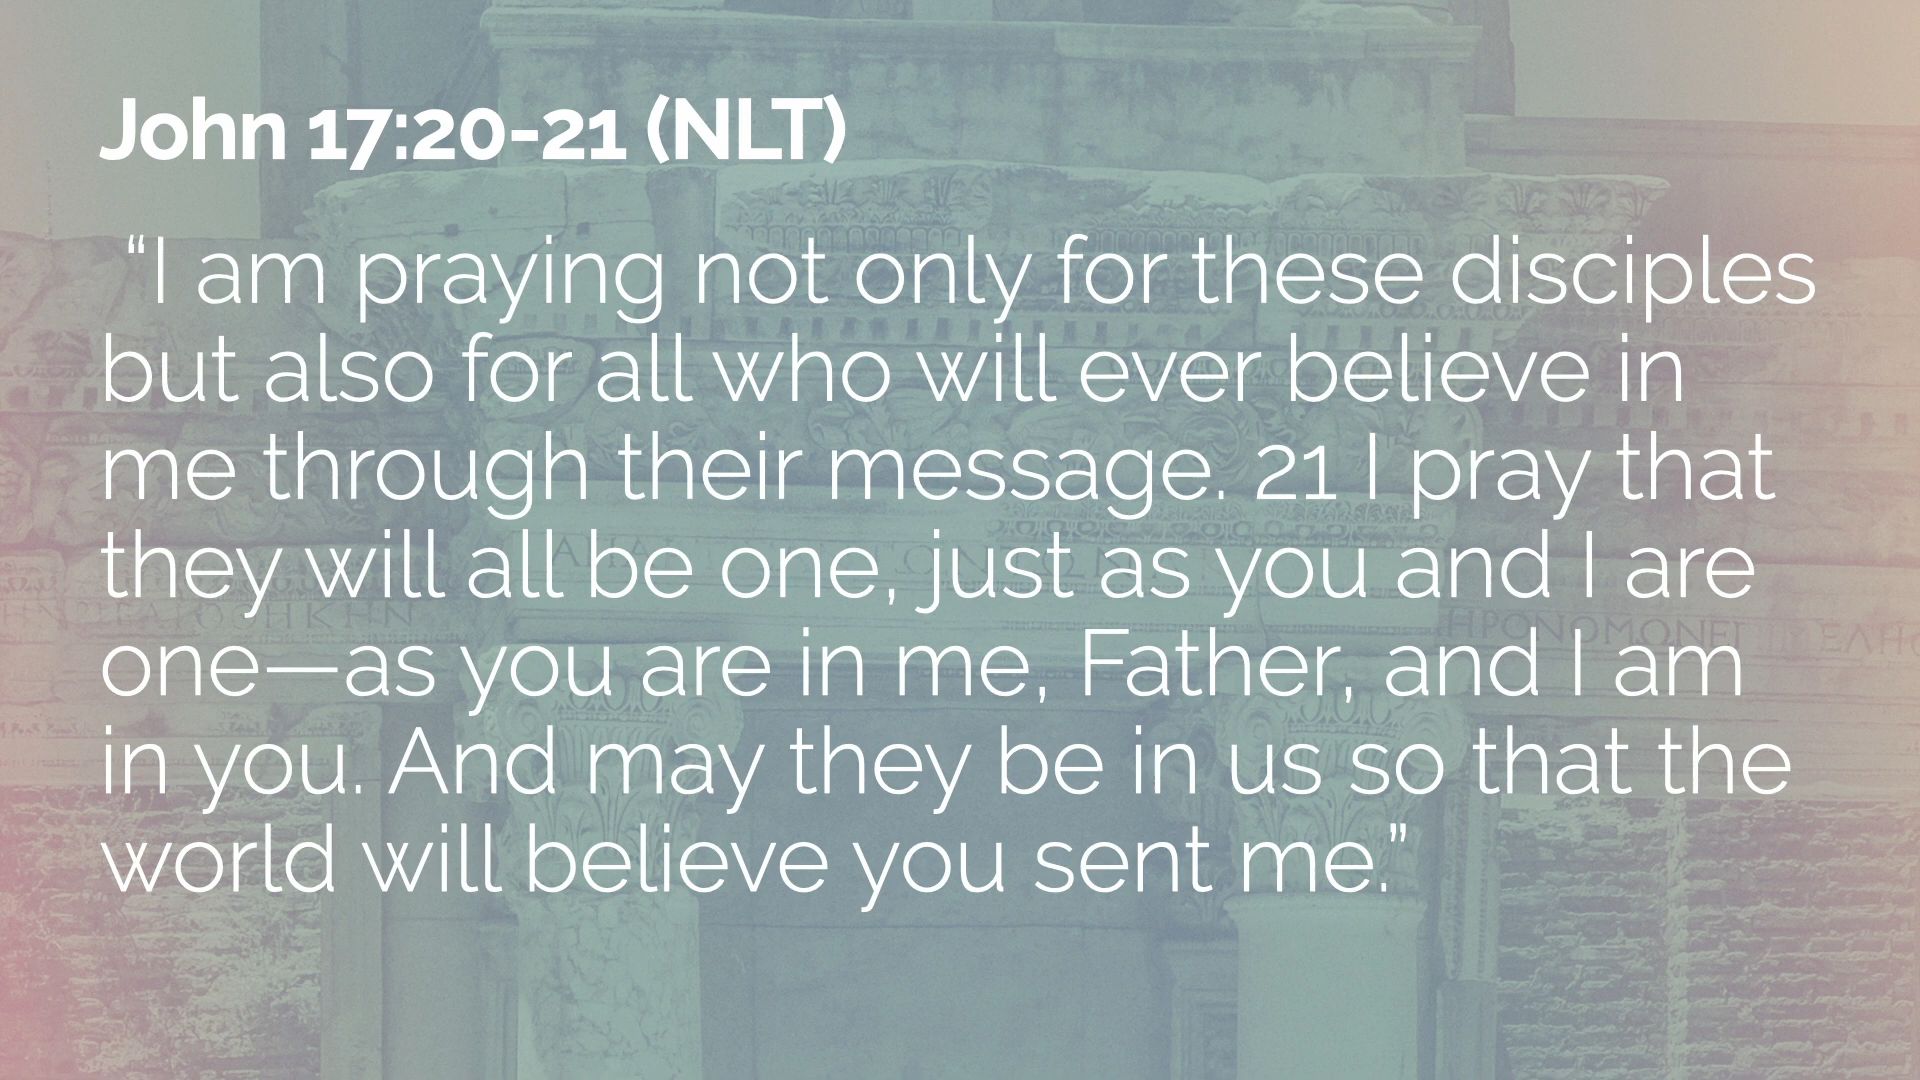 John 17:20-21 (NLT)
“I am praying not only for these disciples
but also for all who will ever believe in
me through their message. 21 I pray that
they will all be one, just as you and I are
one—as you are in me, Father, and I am
in you. And may they be in us so that the
world will believe you sent me.”